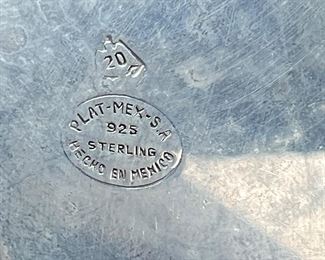 20
PLAT-MEX-S.A
925
STERLING
HECHO EN MEXICO